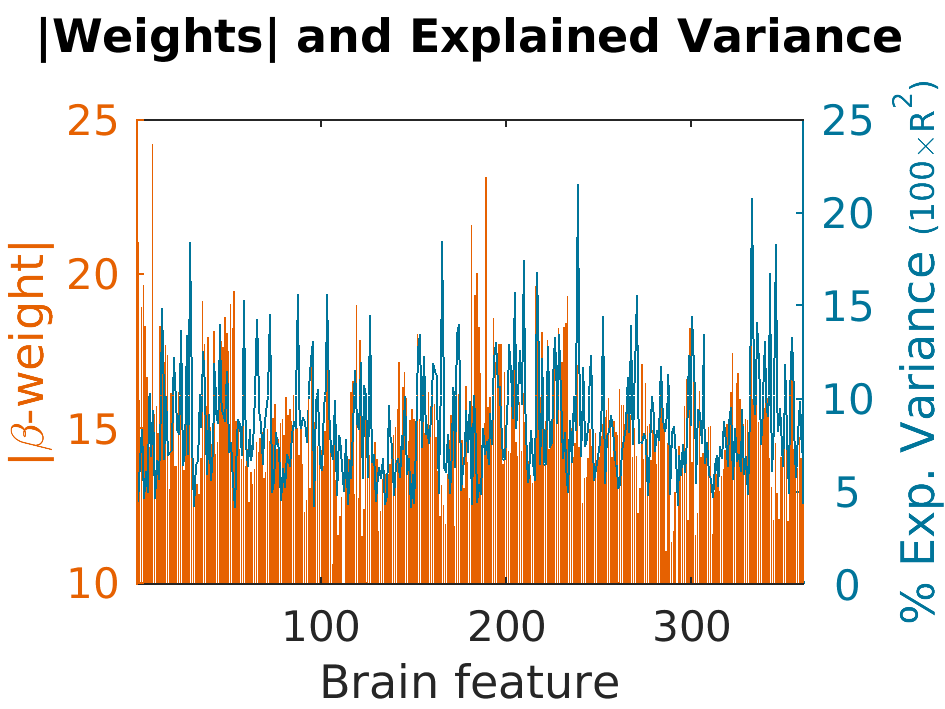 |Weights| and Explained Variance
|β-weight|
25
20
15
10
% Exp. Variance (100×R²)
25
20
15
10
5
0
100 200 300
Brain feature